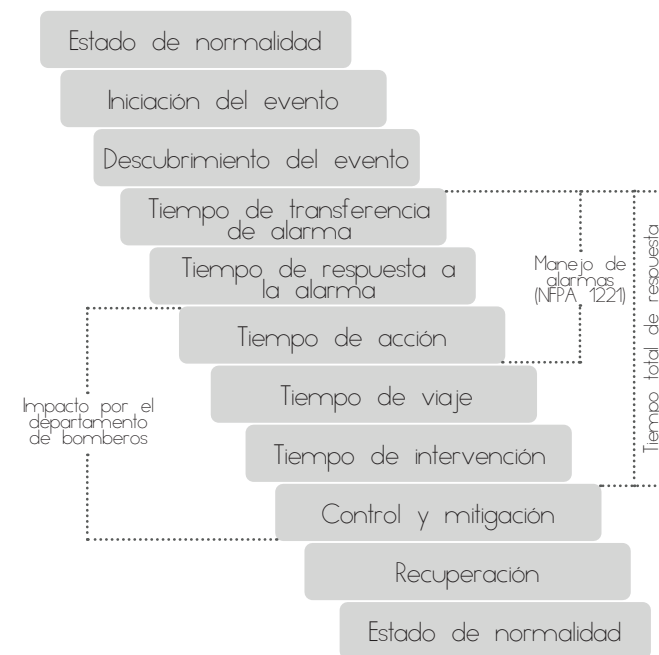 Estado de normalidad
Iniciación del evento
Descubrimiento del evento
Tiempo de transferencia
de alarma
Tiempo de respuesta a
la alarma
Tiempo de acción
Tiempo de viaje
Tiempo de intervención
Control y mitigación
Recuperación
Estado de normalidad
Manejo de
alarmas
(NFPA 1221)
Tiempo total de respuesta
Impacto por el
departamento
de bomberos